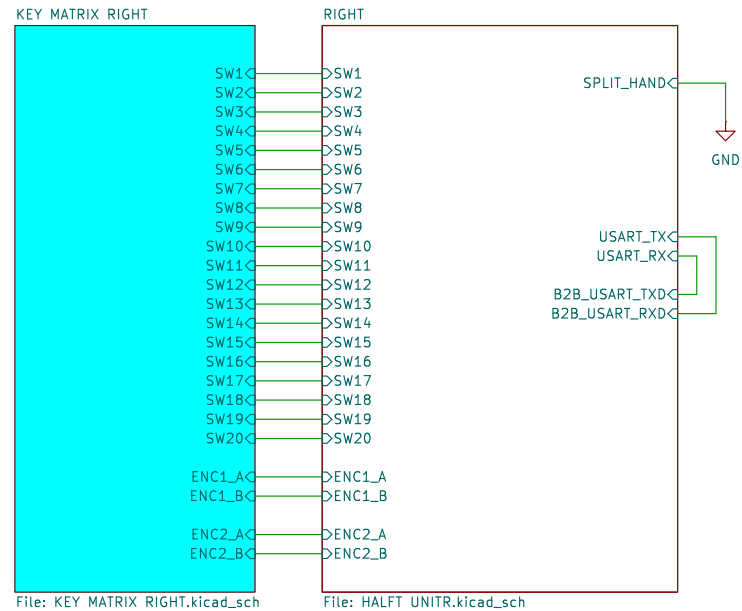 KEY MATRIX RIGHT
RIGHT
SW1 SW1
SPLIT_HAND
SW2 SW2
SW3 SW3
SW4 SW4
SW5 SW5
GND
SW6 SW6
SW7 SW7
SW8 SW8
SW9 SW9
USART_TX
SW10 SW10
USART_RX
SW11 SW11
SW12 SW12
B2B_USART_TXD
SW13 SW13
B2B_USART_RXD
SW14 SW14
SW15 SW15
SW16 SW16
SW17 SW17
SW18 SW18
SW19 SW19
SW20 SW20
ENC1_A ENC1_A
ENC1_B ENC1_B
ENC2_A ENC2_A
ENC2_B ENC2_B
File: KEY MATRIX RIGHT.kicad_sch
File: HALFT UNITR.kicad_sch